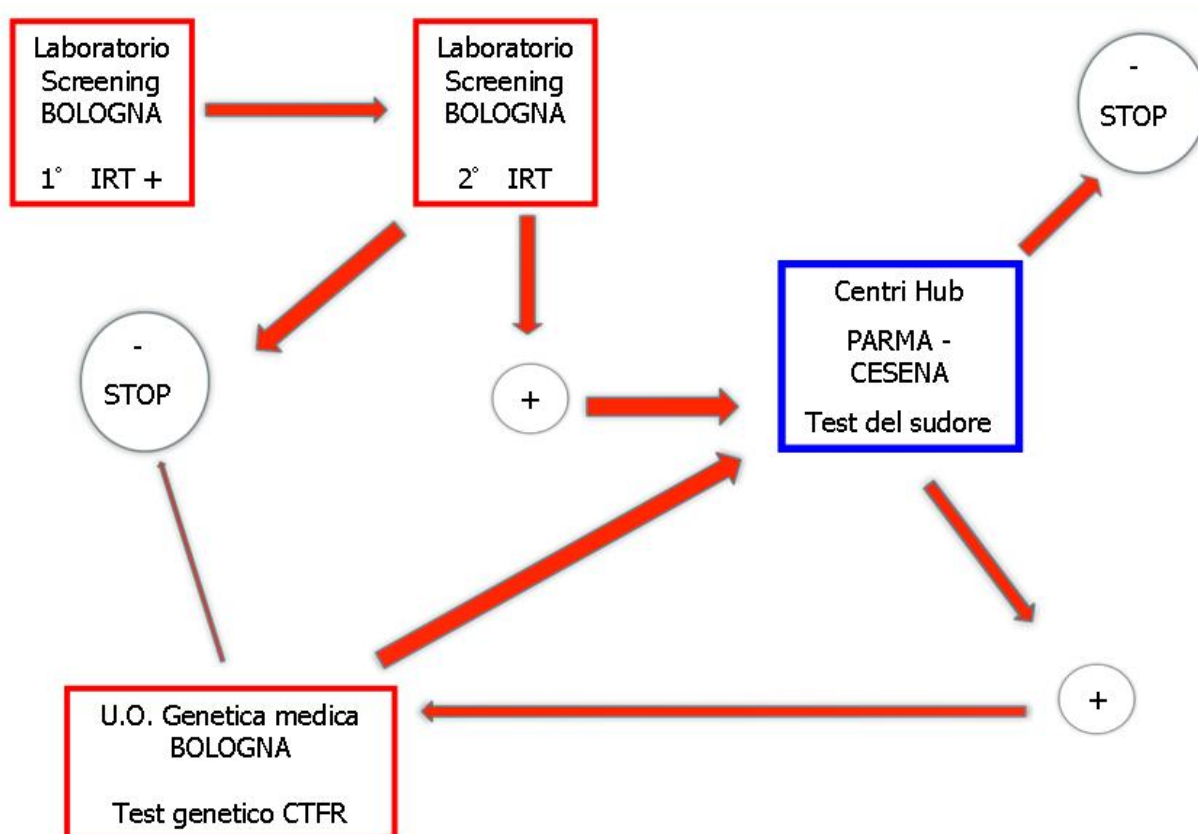 Laboratorio
Screening
BOLOGNA
1° IRT +
Laboratorio
Screening
BOLOGNA
2° IRT
-
STOP
Centri Hub
PARMA -
CESENA
Test del sudore
-
STOP
+
+
U.O. Genetica medica
BOLOGNA
Test genetico CTFR